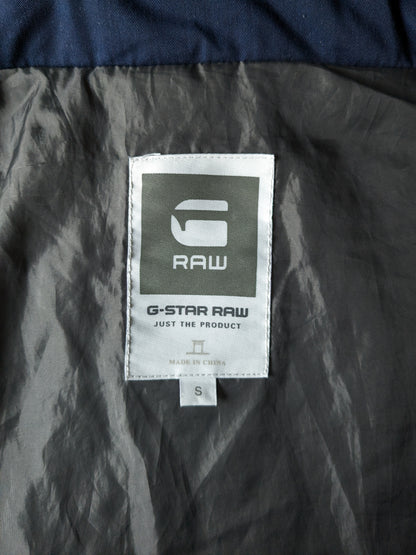 G
RAW
G-STAR RAW
JUST THE PRODUCT
MADE IN CHINA
S